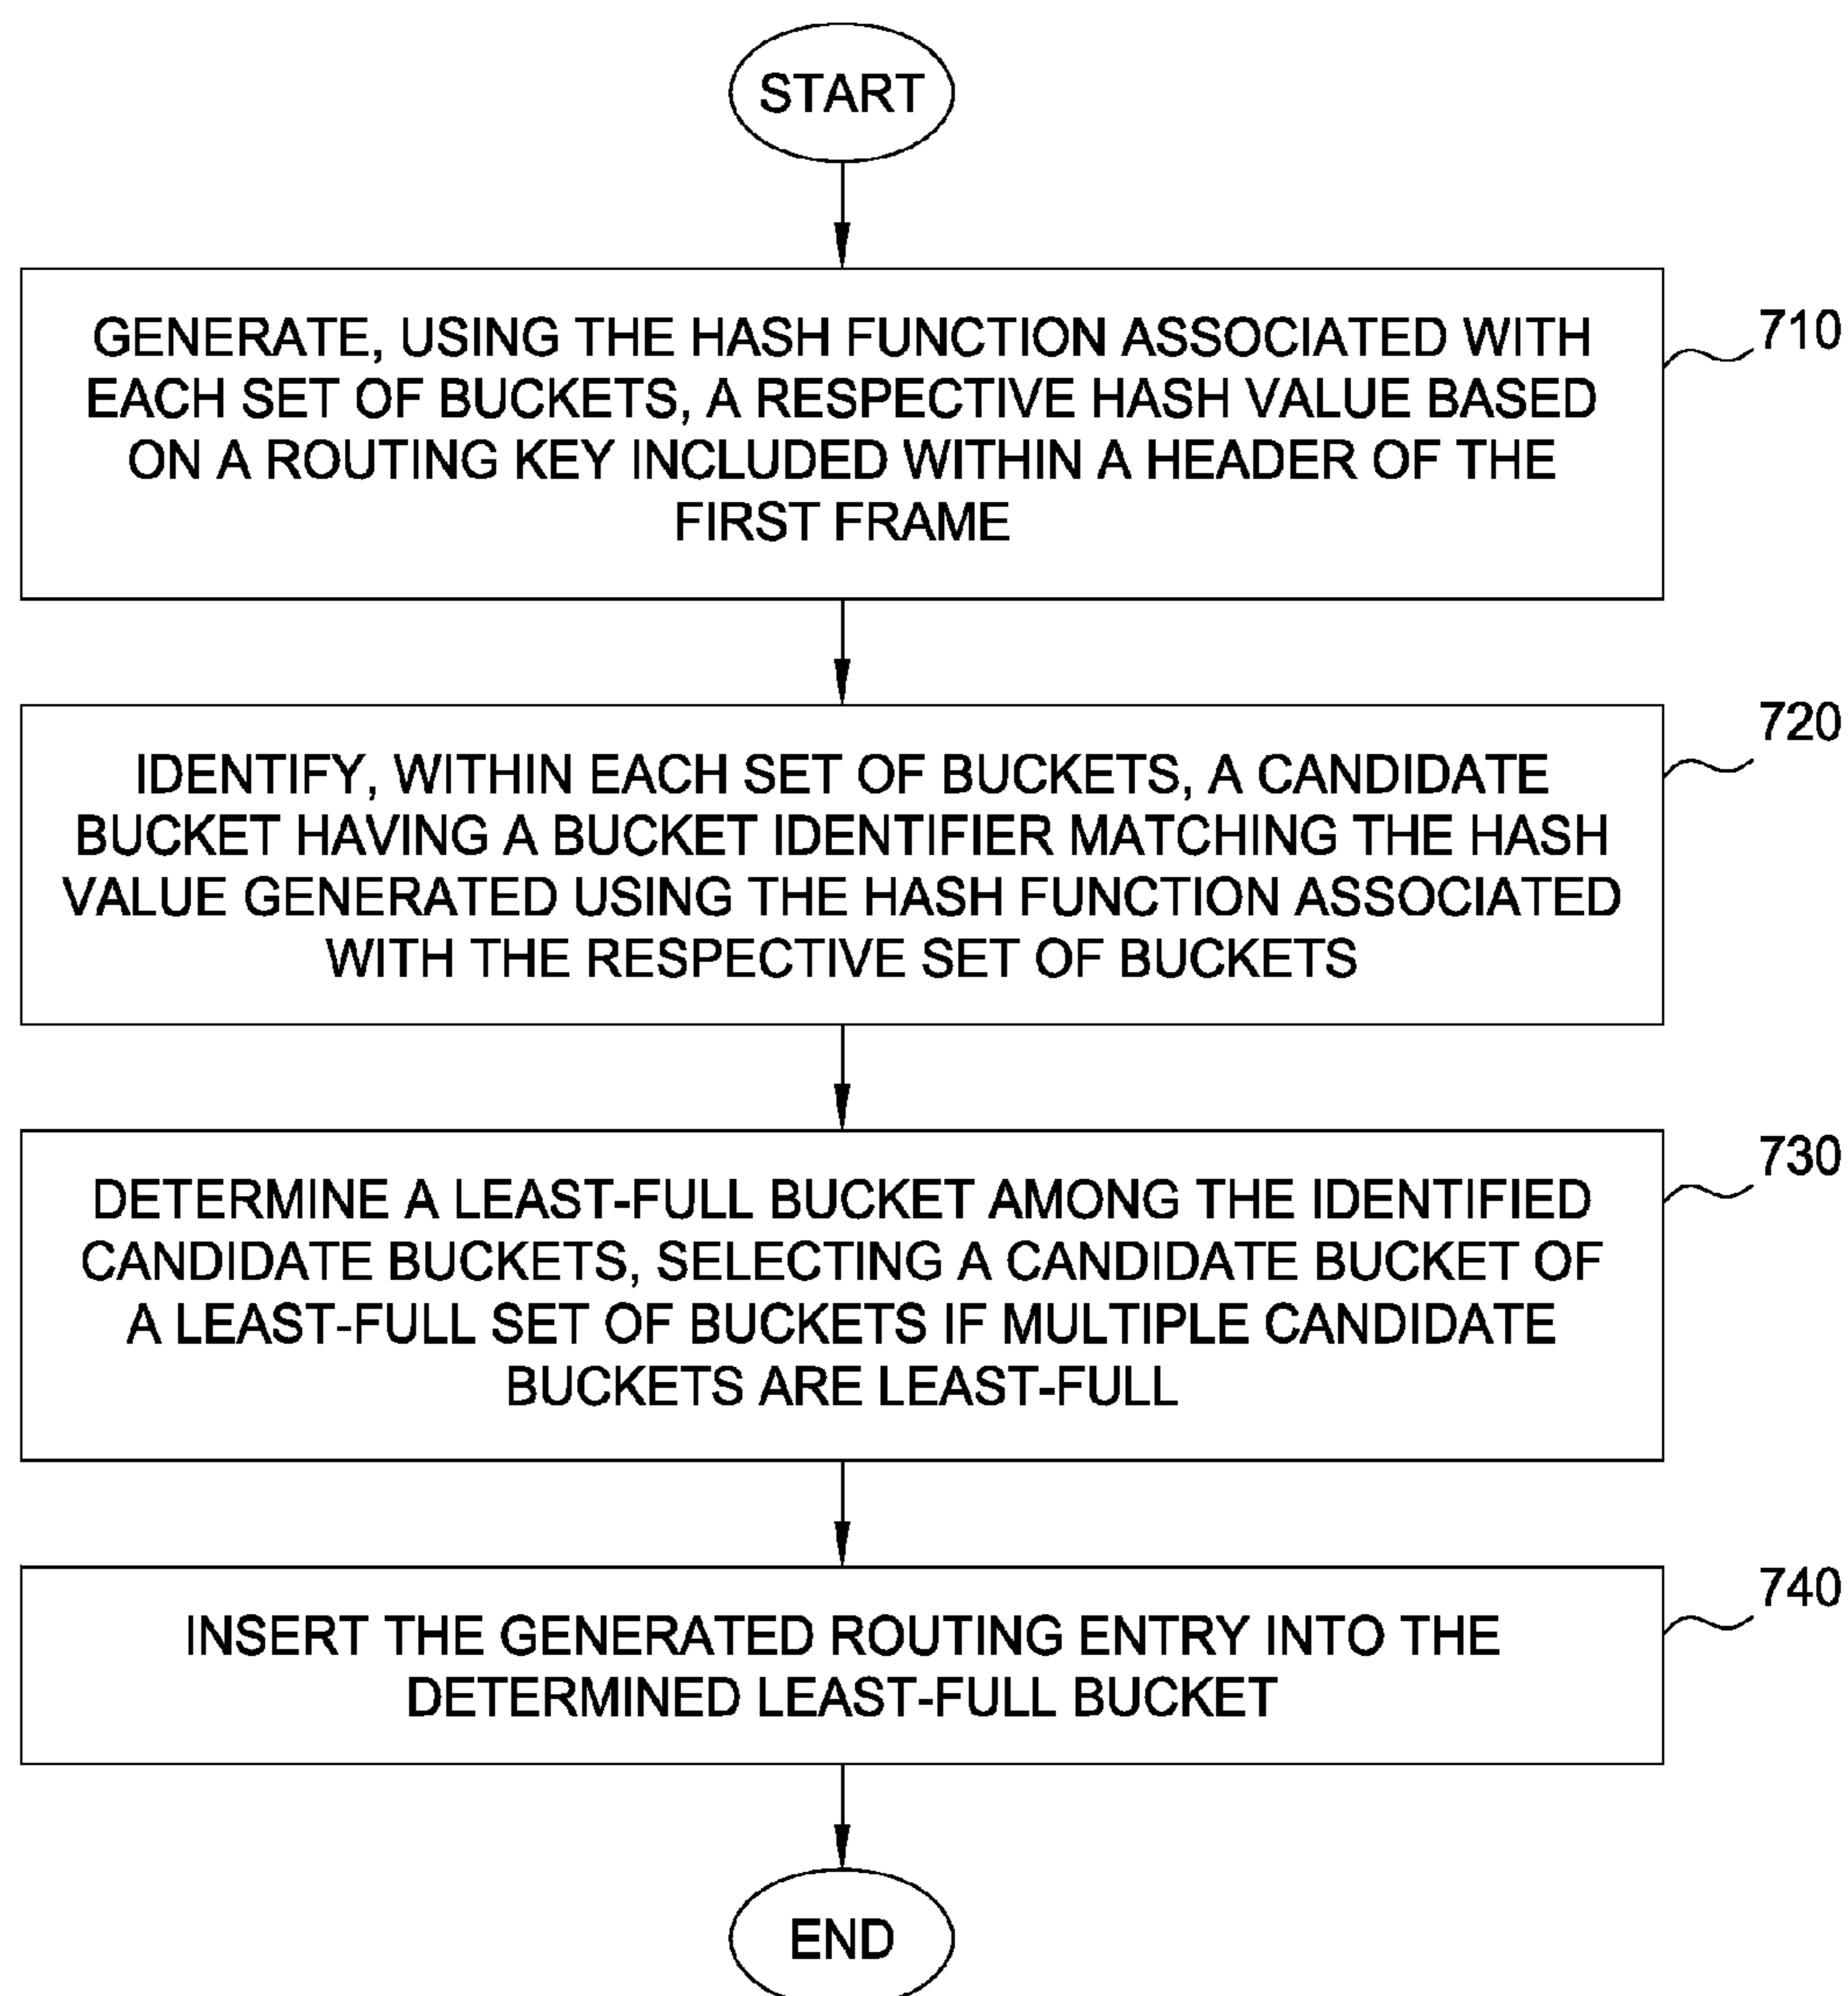 START
GENERATE, USING THE HASH FUNCTION ASSOCIATED WITH
EACH SET OF BUCKETS, A RESPECTIVE HASH VALUE BASED
ON A ROUTING KEY INCLUDED WITHIN A HEADER OF THE
FIRST FRAME
710
IDENTIFY, WITHIN EACH SET OF BUCKETS, A CANDIDATE
BUCKET HAVING A BUCKET IDENTIFIER MATCHING THE HASH
VALUE GENERATED USING THE HASH FUNCTION ASSOCIATED
WITH THE RESPECTIVE SET OF BUCKETS
720
DETERMINE A LEAST-FULL BUCKET AMONG THE IDENTIFIED
CANDIDATE BUCKETS, SELECTING A CANDIDATE BUCKET OF
A LEAST-FULL SET OF BUCKETS IF MULTIPLE CANDIDATE
BUCKETS ARE LEAST-FULL
730
INSERT THE GENERATED ROUTING ENTRY INTO THE
DETERMINED LEAST-FULL BUCKET
740
END